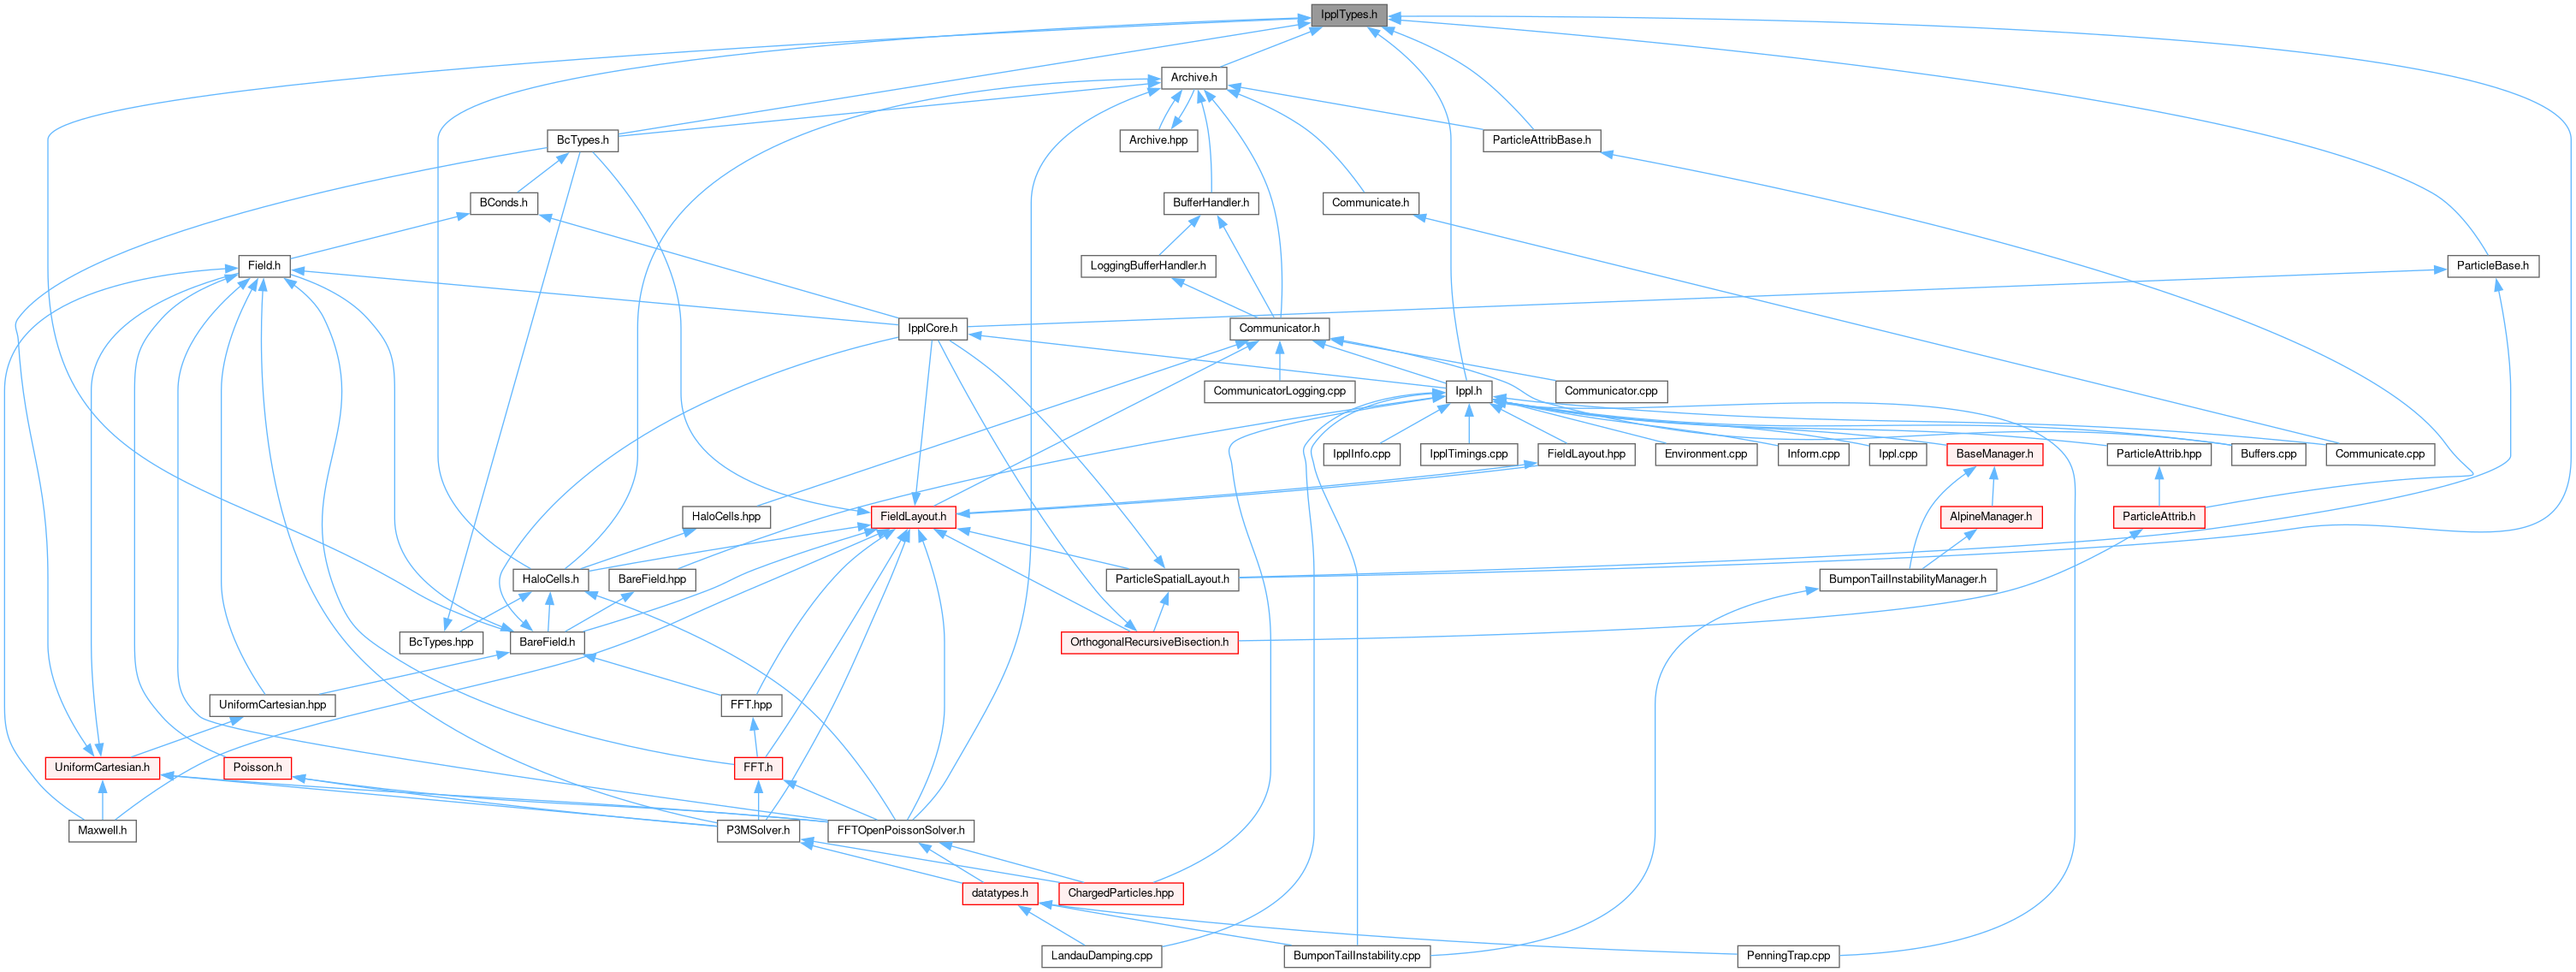 IpplTypes.h
Archive.h
BcTypes.h
Archive.hpp
ParticleAttribBase.h
BConds.h
BufferHandler.h
Communicate.h
Field.h
LoggingBufferHandler.h
ParticleBase.h
IpplCore.h
Communicator.h
CommunicatorLogging.cpp
Ippl.h
Communicator.cpp
IpplInfo.cpp
IpplTimings.cpp
FieldLayout.hpp
Environment.cpp
Inform.cpp
Ippl.cpp
BaseManager.h
ParticleAttrib.hpp
Buffers.cpp
Communicate.cpp
HaloCells.hpp
FieldLayout.h
AlpineManager.h
ParticleAttrib.h
HaloCells.h
BareField.hpp
ParticleSpatialLayout.h
BumponTailInstabilityManager.h
BcTypes.hpp
BareField.h
OrthogonalRecursiveBisection.h
UniformCartesian.hpp
FFT.hpp
UniformCartesian.h
Poisson.h
FFT.h
Maxwell.h
P3MSolver.h
FFTOpenPoissonSolver.h
datatypes.h
ChargedParticles.hpp
LandauDamping.cpp
BumponTailInstability.cpp
PenningTrap.cpp